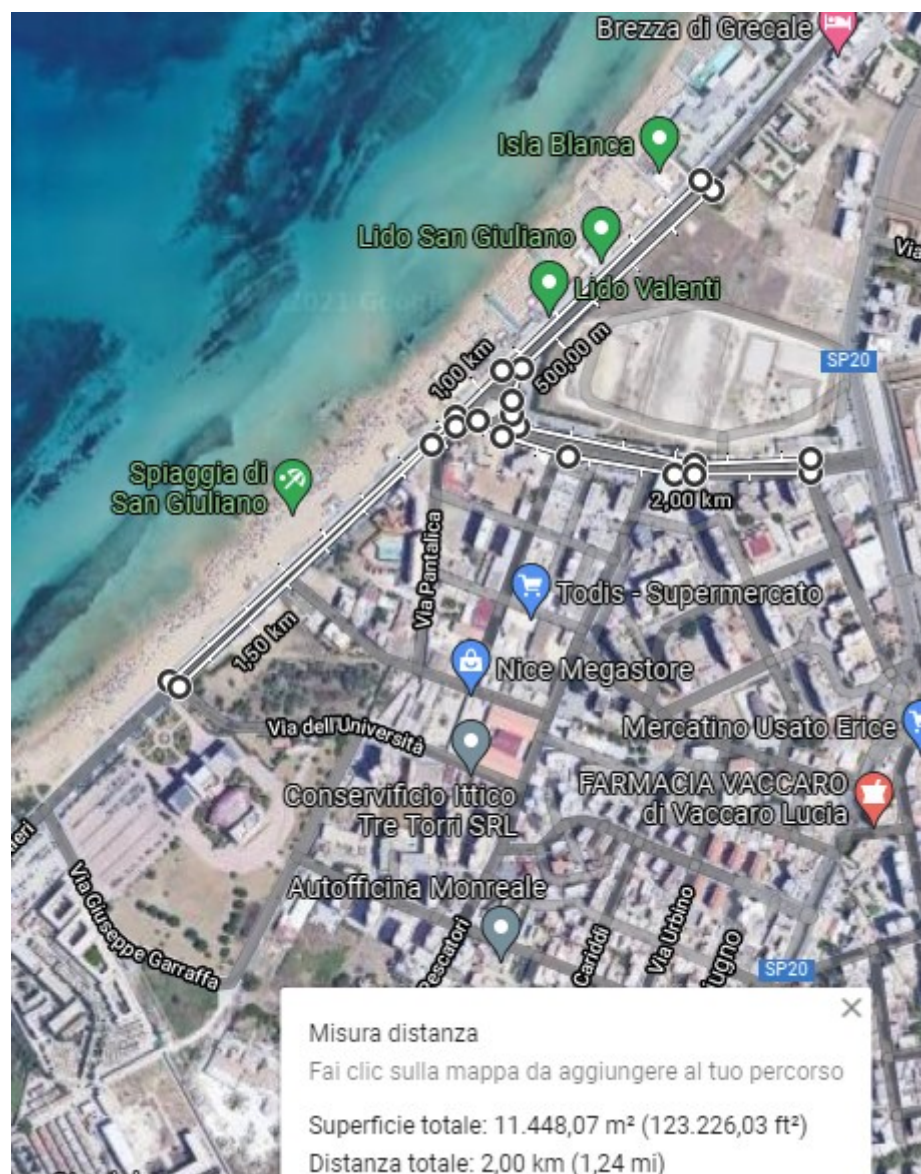 Brezza di Grecale
Isla Blanca
Lido San Giuliano
Via
Lido Valenti
500,00 m
1,00 km
SP20
Spiaggia di
San Giuliano
2,00 km
Via Pantalica
Todis - Supermercato
1,50 km
Nice Megastore
Via dell'Università
Mercatino Usato Erice
Conservificio Ittico
Tre Torri SRL
FARMACIA VACCARO
di Vaccaro Lucia
Via Giuseppe Garraffa
Autofficina Monreale
Pescatori
Cariddi
Via Urbino
iugno
SP20
Misura distanza
Fai clic sulla mappa da aggiungere al tuo percorso
Superficie totale: 11.448,07 m² (123.226,03 ft²)
Distanza totale: 2,00 km (1,24 mi)